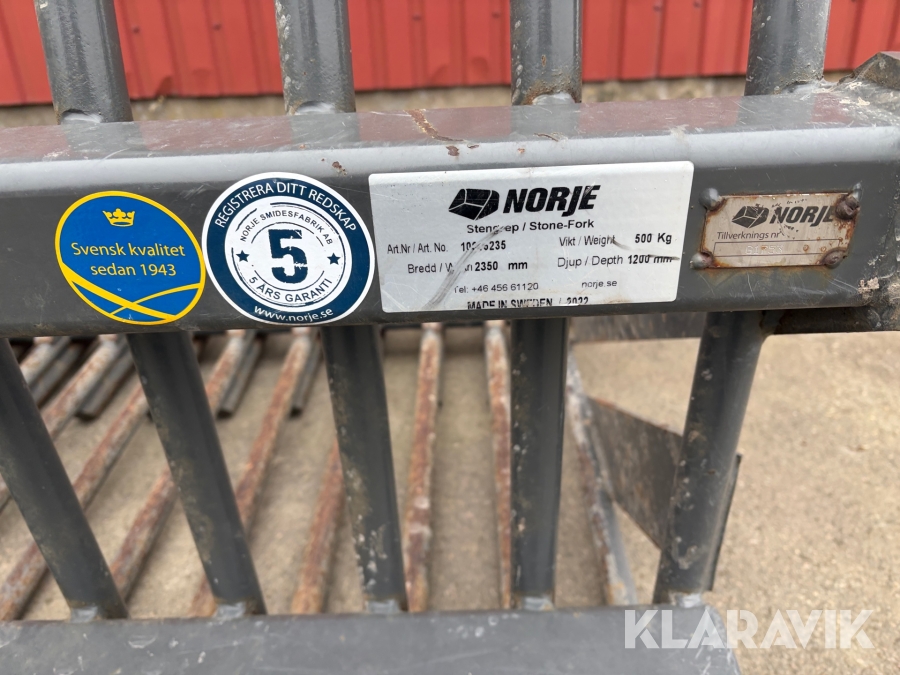 Svensk kvalitet
sedan 1943
REGISTRERA DITT REDSKAP
NORJE SMIDESFABRIK AB
5
5 ÅRS GARANTI
www.norje.se
NORJE
Stengrep / Stone-Fork
Art.Nr / Art. No. Vikt / Weight 500 Kg
Bredd / 2350 mm Djup / Depth 1200 mm
Tel: +46 456 61120 norje.se
MADE IN SWEDEN / 2022
NORJE
Tillverknings nr
KLARAVIK